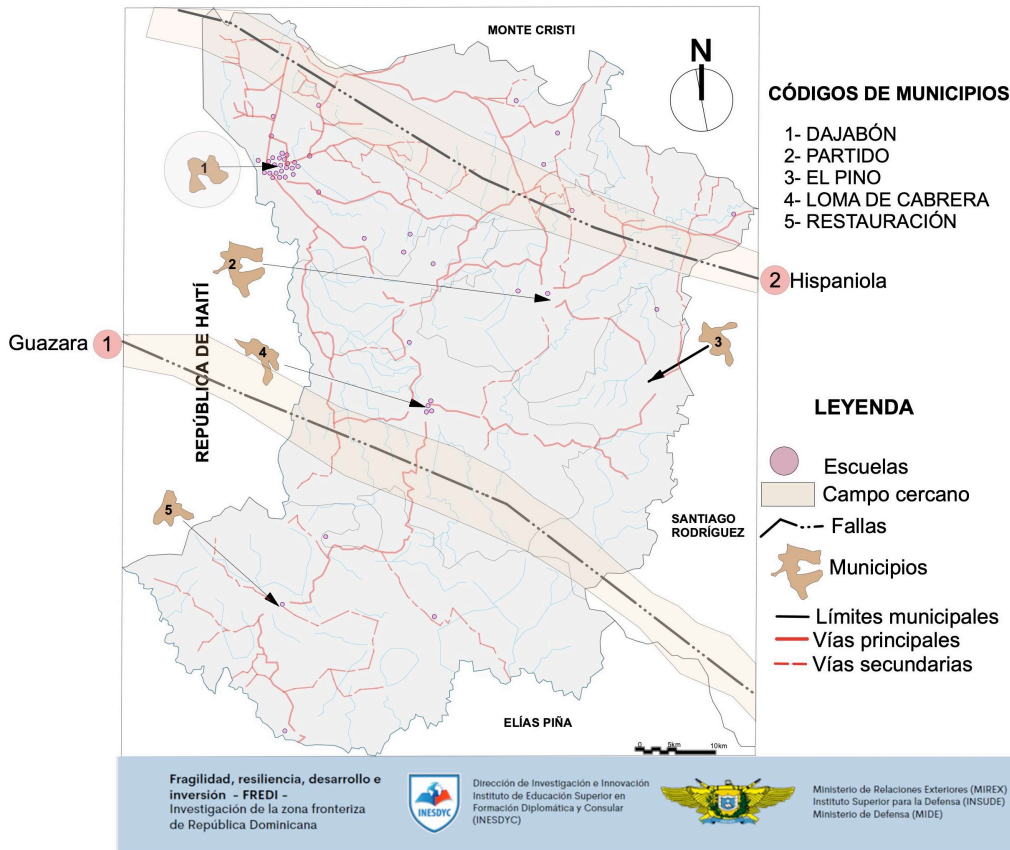 MONTE CRISTI
N
CÓDIGOS DE MUNICIPIOS
1- DAJABÓN
2- PARTIDO
3- EL PINO
4- LOMA DE CABRERA
5- RESTAURACIÓN
1
2
2 Hispaniola
Guazara 1
REPÚBLICA DE HAITÍ
4
3
5
LEYENDA
Escuelas
Campo cercano
Fallas
Municipios
Límites municipales
Vías principales
Vías secundarias
SANTIAGO
RODRÍGUEZ
ELÍAS PIÑA
0 5km 10km
Fragilidad, resiliencia, desarrollo e
inversión - FREDI -
Investigación de la zona fronteriza
de República Dominicana
INESDYC
Dirección de Investigación e Innovación
Instituto de Educación Superior en
Formación Diplomática y Consular
(INESDYC)
Ministerio de Relaciones Exteriores (MIREX)
Instituto Superior para la Defensa (INSUDE)
Ministerio de Defensa (MIDE)